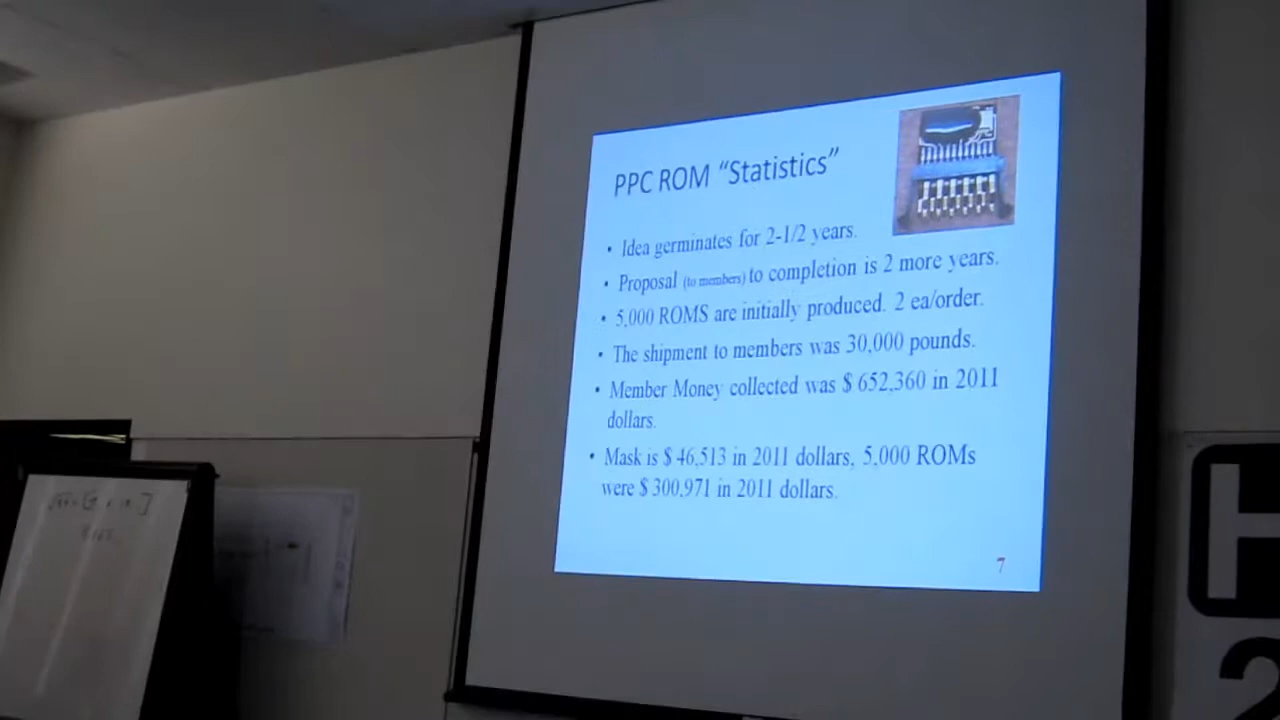 PPC ROM “Statistics”
• Idea germinates for 2-1/2 years.
• Proposal (to members) to completion is 2 more years.
• 5,000 ROMS are initially produced. 2 ea/order.
• The shipment to members was 30,000 pounds.
• Member Money collected was $ 652,360 in 2011
dollars.
• Mask is $ 46,513 in 2011 dollars, 5,000 ROMs
were $ 300,971 in 2011 dollars.
7
H
2